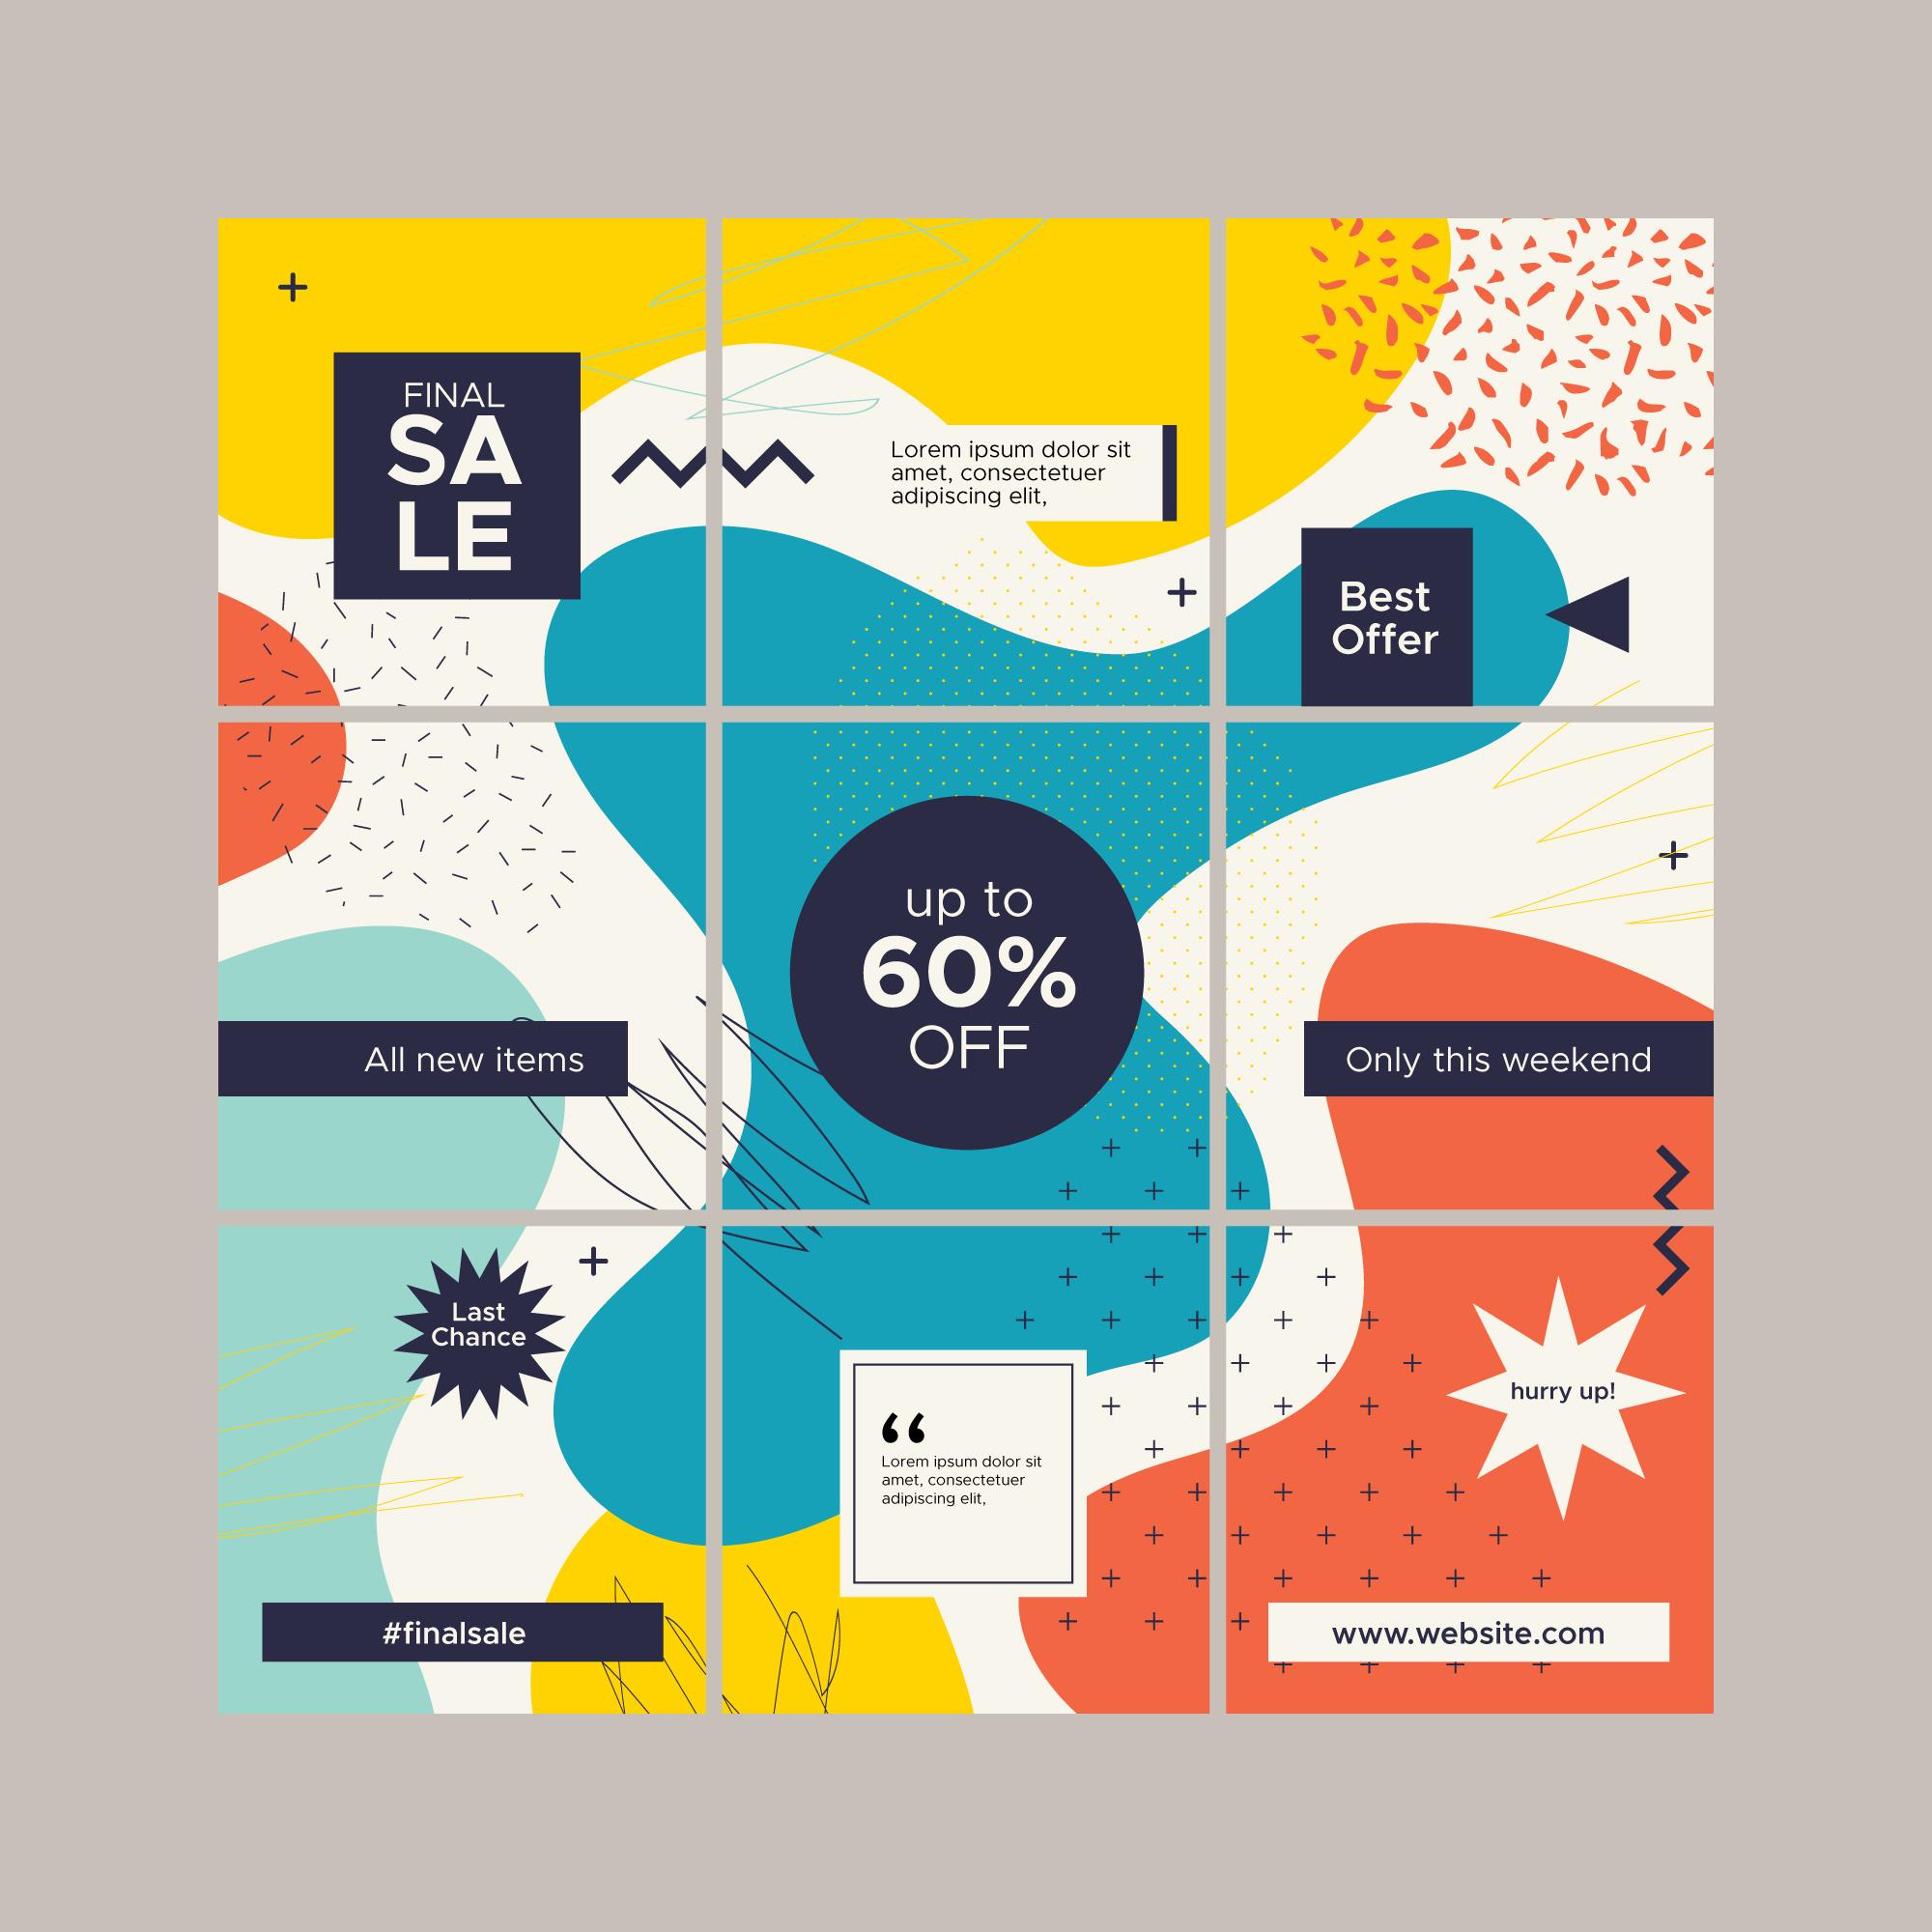 FINAL
SA
LE
Lorem ipsum dolor sit
amet, consectetuer
adipiscing elit,
Best
Offer
All new items
up to
60%
OFF
Only this weekend
Last
Chance
#finalsale
“
Lorem ipsum dolor sit
amet, consectetuer
adipiscing elit,
hurry up!
www.website.com